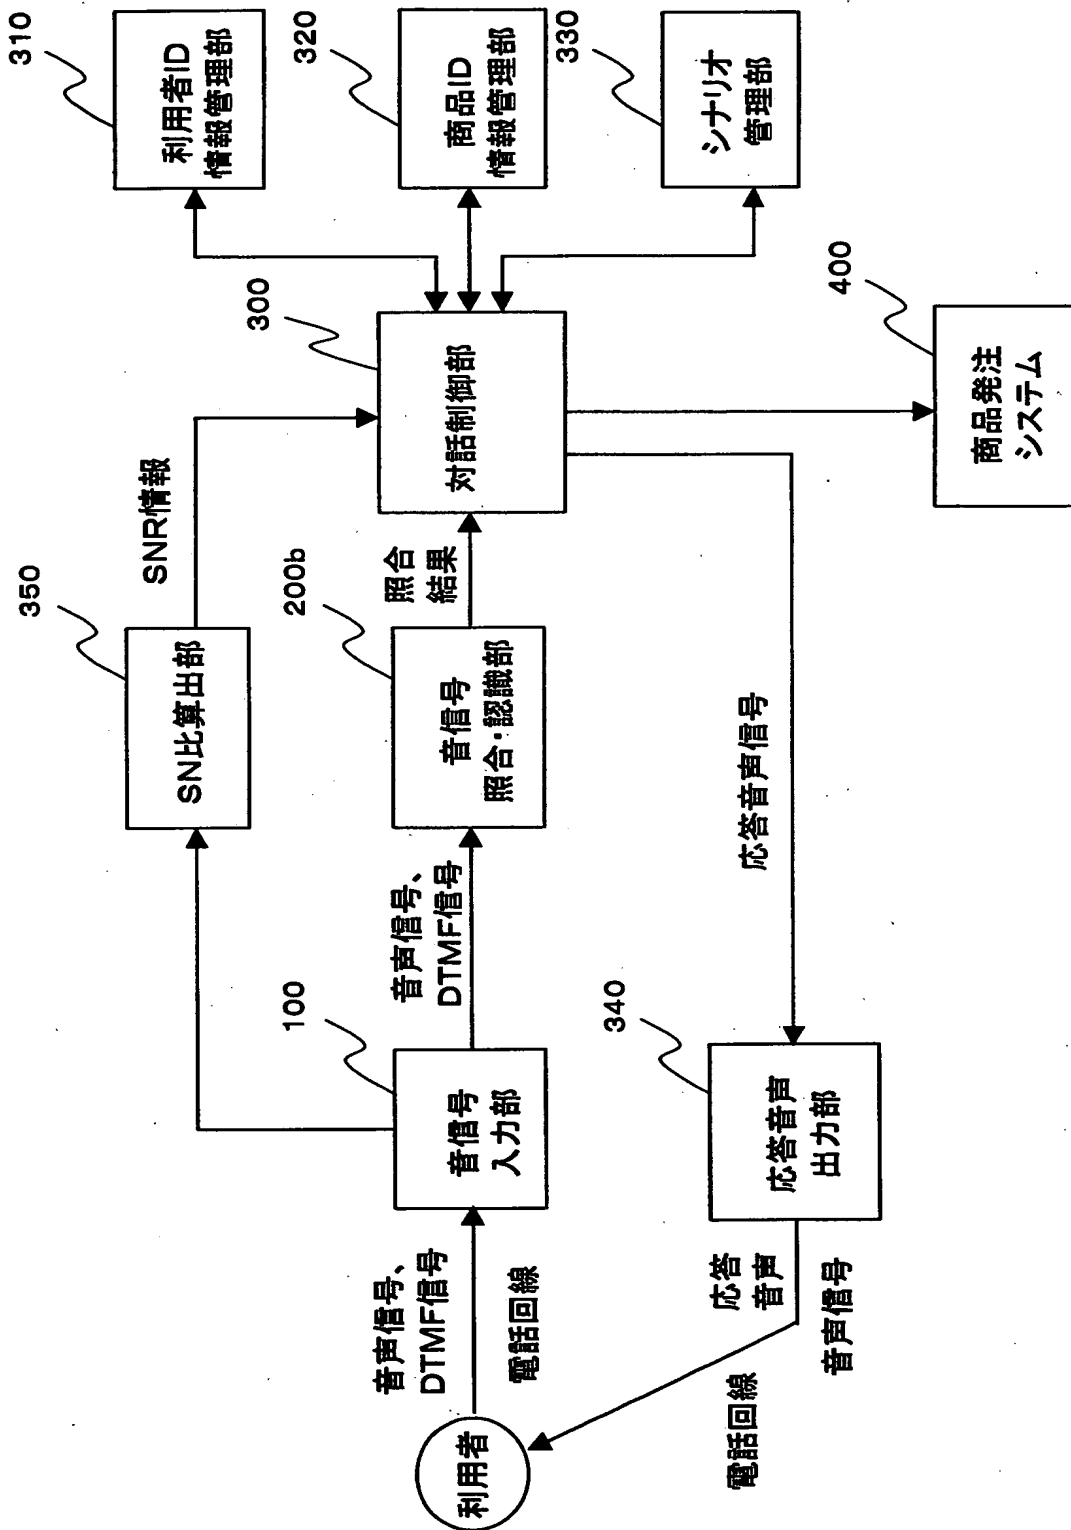 310
利用者ID
情報管理部
320
商品ID
情報管理部
330
シナリオ
管理部
300
対話制御部
400
商品発注
システム
SNR情報
350
SN比算出部
照合
結果
200b
音信号
照合・認識部
音声信号、
DTMF信号
100
音信号
入力部
応答音声信号
340
応答音声
出力部
音声信号、
DTMF信号
電話回線
応答
音声
音声信号
電話回線
利用者